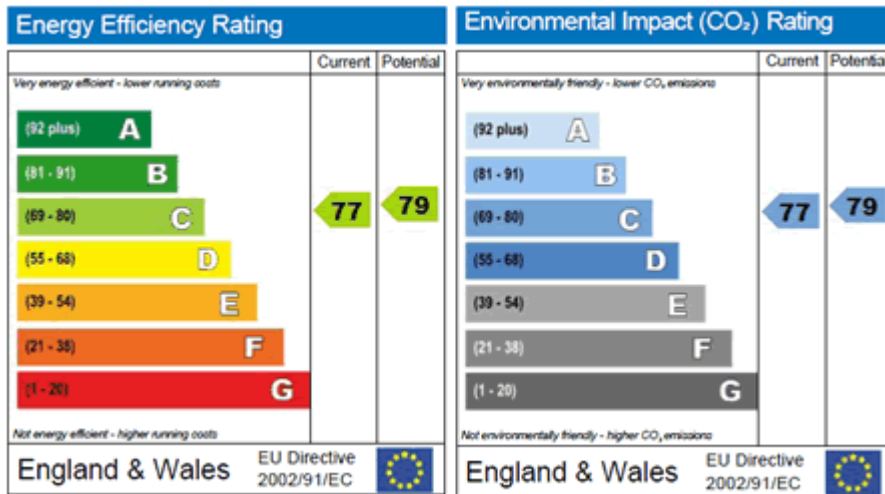 Energy Efficiency Rating
Current Potential
Very energy efficient - lower running costs
(92 plus) A
(81 - 91) B
(69 - 80) C
77 79
(55 - 68) D
(39 - 54) E
(21 - 38) F
(1 - 20) G
Not energy efficient - higher running costs
England & Wales
EU Directive
2002/91/EC
Environmental Impact (CO₂) Rating
Current Potential
Very environmentally friendly - lower CO₂ emissions
(92 plus) A
(81 - 91) B
(69 - 80) C
77 79
(55 - 68) D
(39 - 54) E
(21 - 38) F
(1 - 20) G
Not environmentally friendly - higher CO₂ emissions
England & Wales
EU Directive
2002/91/EC